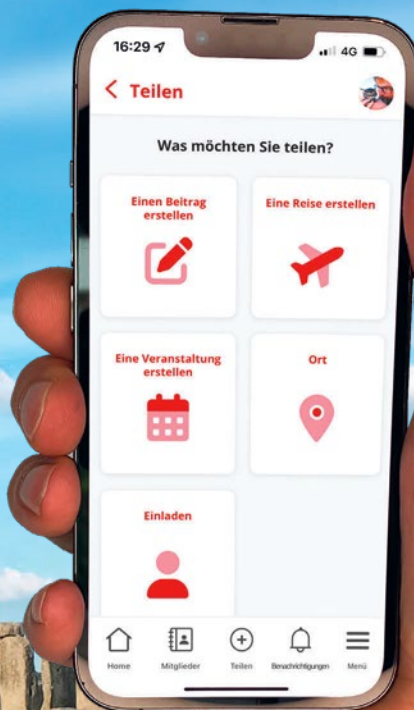 16:29
4G
Teilen
Was möchten Sie teilen?
Einen Beitrag
erstellen
Eine Reise erstellen
Eine Veranstaltung
erstellen
Ort
Einladen
Home
Mitglieder
Teilen
Benachrichtigungen
Menü